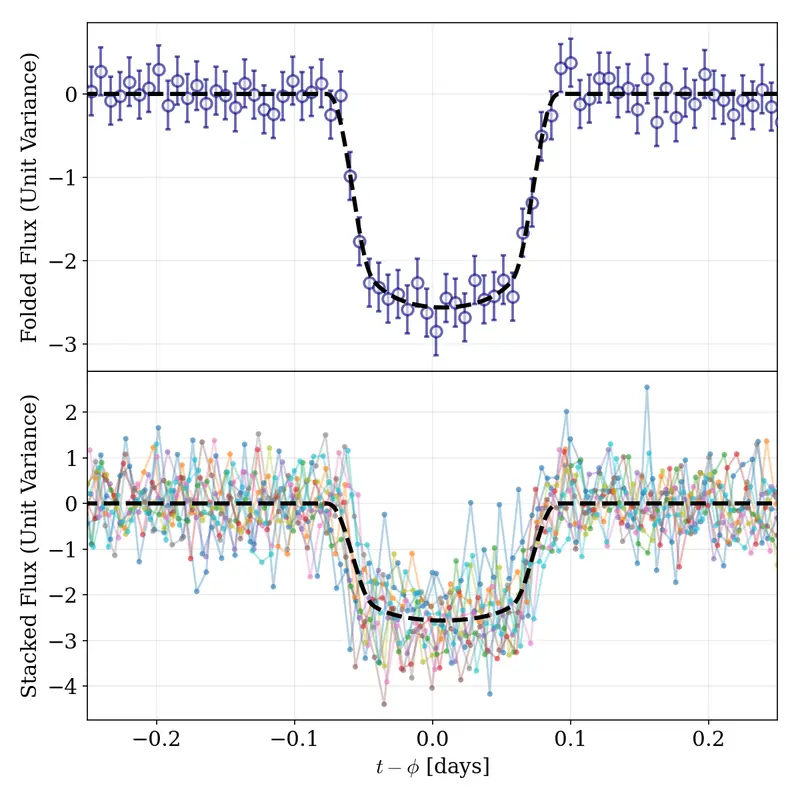 Folded Flux (Unit Variance)
0
−1
−2
−3
Stacked Flux (Unit Variance)
2
1
0
−1
−2
−3
−4
−0.2 −0.1 0.0 0.1 0.2
t − ϕ [days]